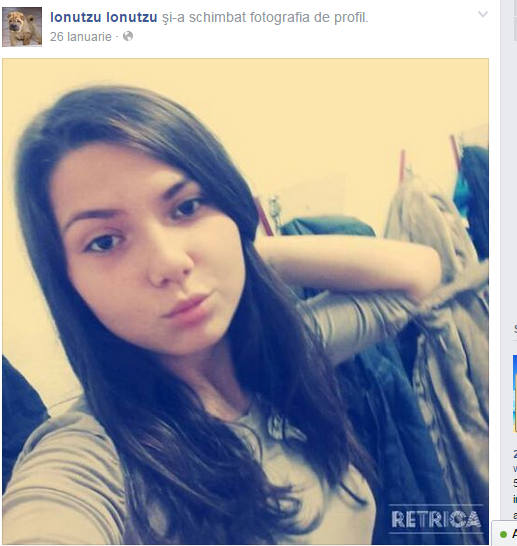 Ionutzu Ionutzu şi-a schimbat fotografia de profil.
26 Ianuarie ·
RETRICA